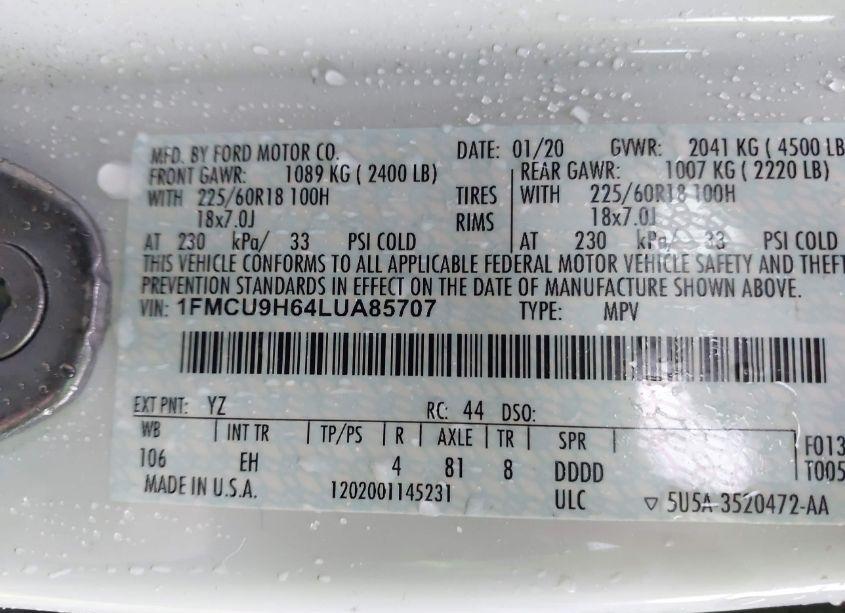 MFD. BY FORD MOTOR CO. DATE: 01/20 GVWR: 2041 KG ( 4500 LB
FRONT GAWR: 1089 KG ( 2400 LB) REAR GAWR: 1007 KG ( 2220 LB)
WITH 225/60R18 100H TIRES WITH 225/60R18 100H
18x7.0J RIMS 18x7.0J
AT 230 kPa/ 33 PSI COLD AT 230 kPa/ 33 PSI COLD
THIS VEHICLE CONFORMS TO ALL APPLICABLE FEDERAL MOTOR VEHICLE SAFETY AND THEFT
PREVENTION STANDARDS IN EFFECT ON THE DATE OF MANUFACTURE SHOWN ABOVE.
VIN: 1FMCU9H64LUA85707 TYPE: MPV
EXT PNT: YZ RC: 44 DSO:
WB INT TR TP/PS R AXLE TR SPR F013
106 EH 4 81 8 DDDD T005
MADE IN U.S.A. 1202001145231 ULC ▽ 5U5A-3520472-AA